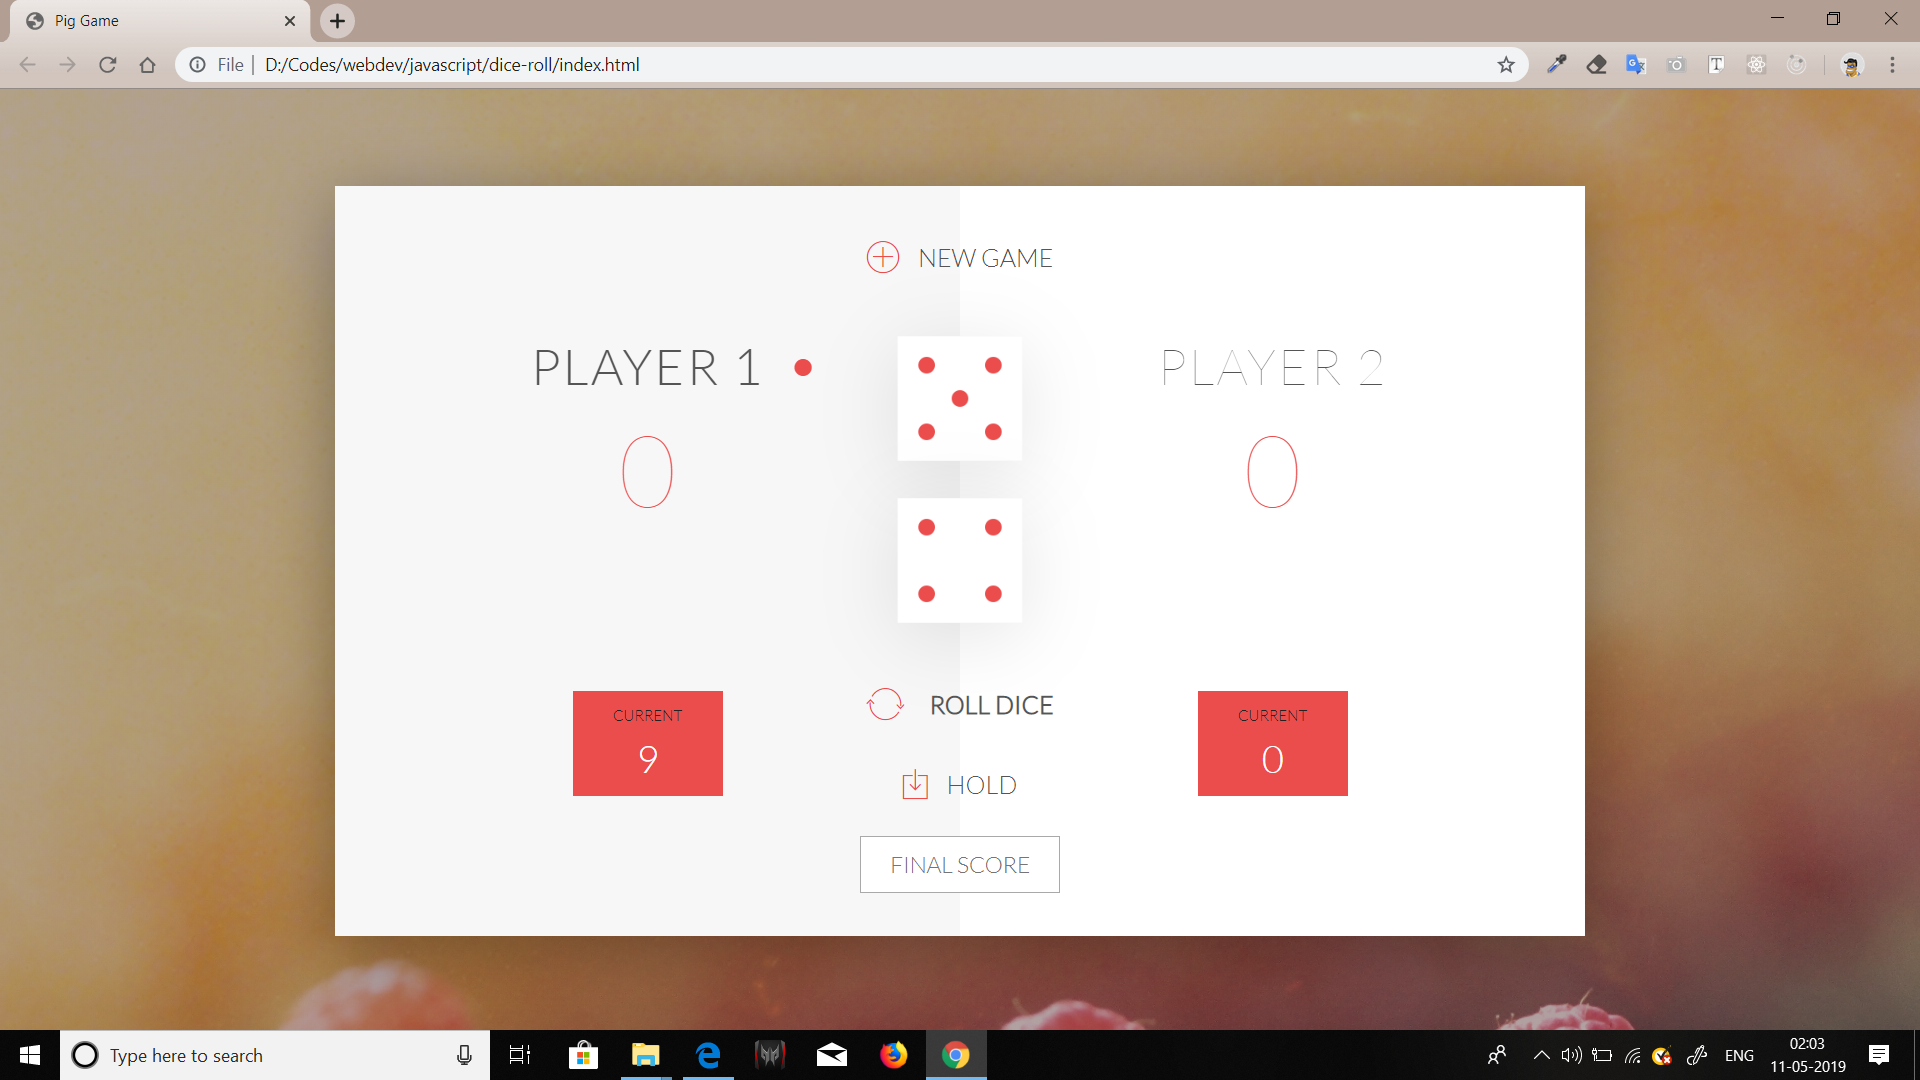 Pig Game
File
D:/Codes/webdev/javascript/dice-roll/index.html
NEW GAME
PLAYER 1
PLAYER 2
0
0
ROLL DICE
CURRENT
9
CURRENT
0
HOLD
FINAL SCORE
Type here to search
ENG
02:03
11-05-2019